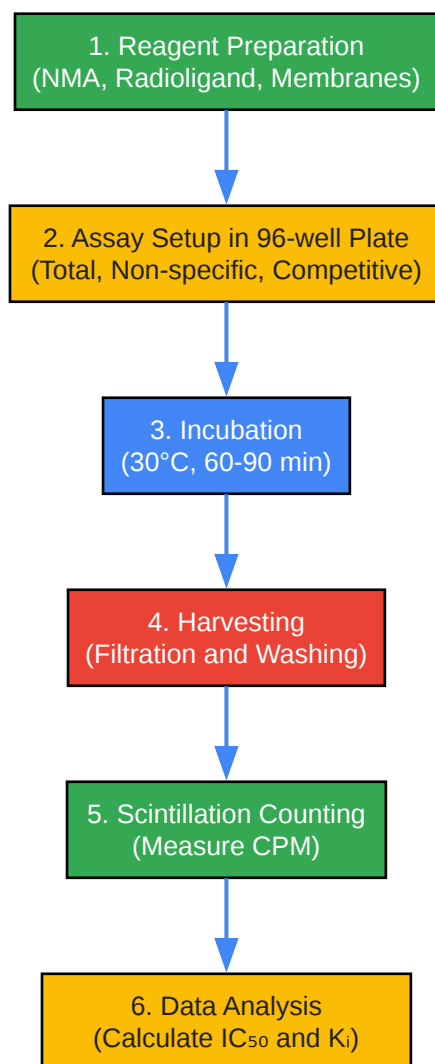 1. Reagent Preparation
(NMA, Radioligand, Membranes)
2. Assay Setup in 96-well Plate
(Total, Non-specific, Competitive)
3. Incubation
(30°C, 60-90 min)
4. Harvesting
(Filtration and Washing)
5. Scintillation Counting
(Measure CPM)
6. Data Analysis
(Calculate IC₅₀ and Kᵢ)